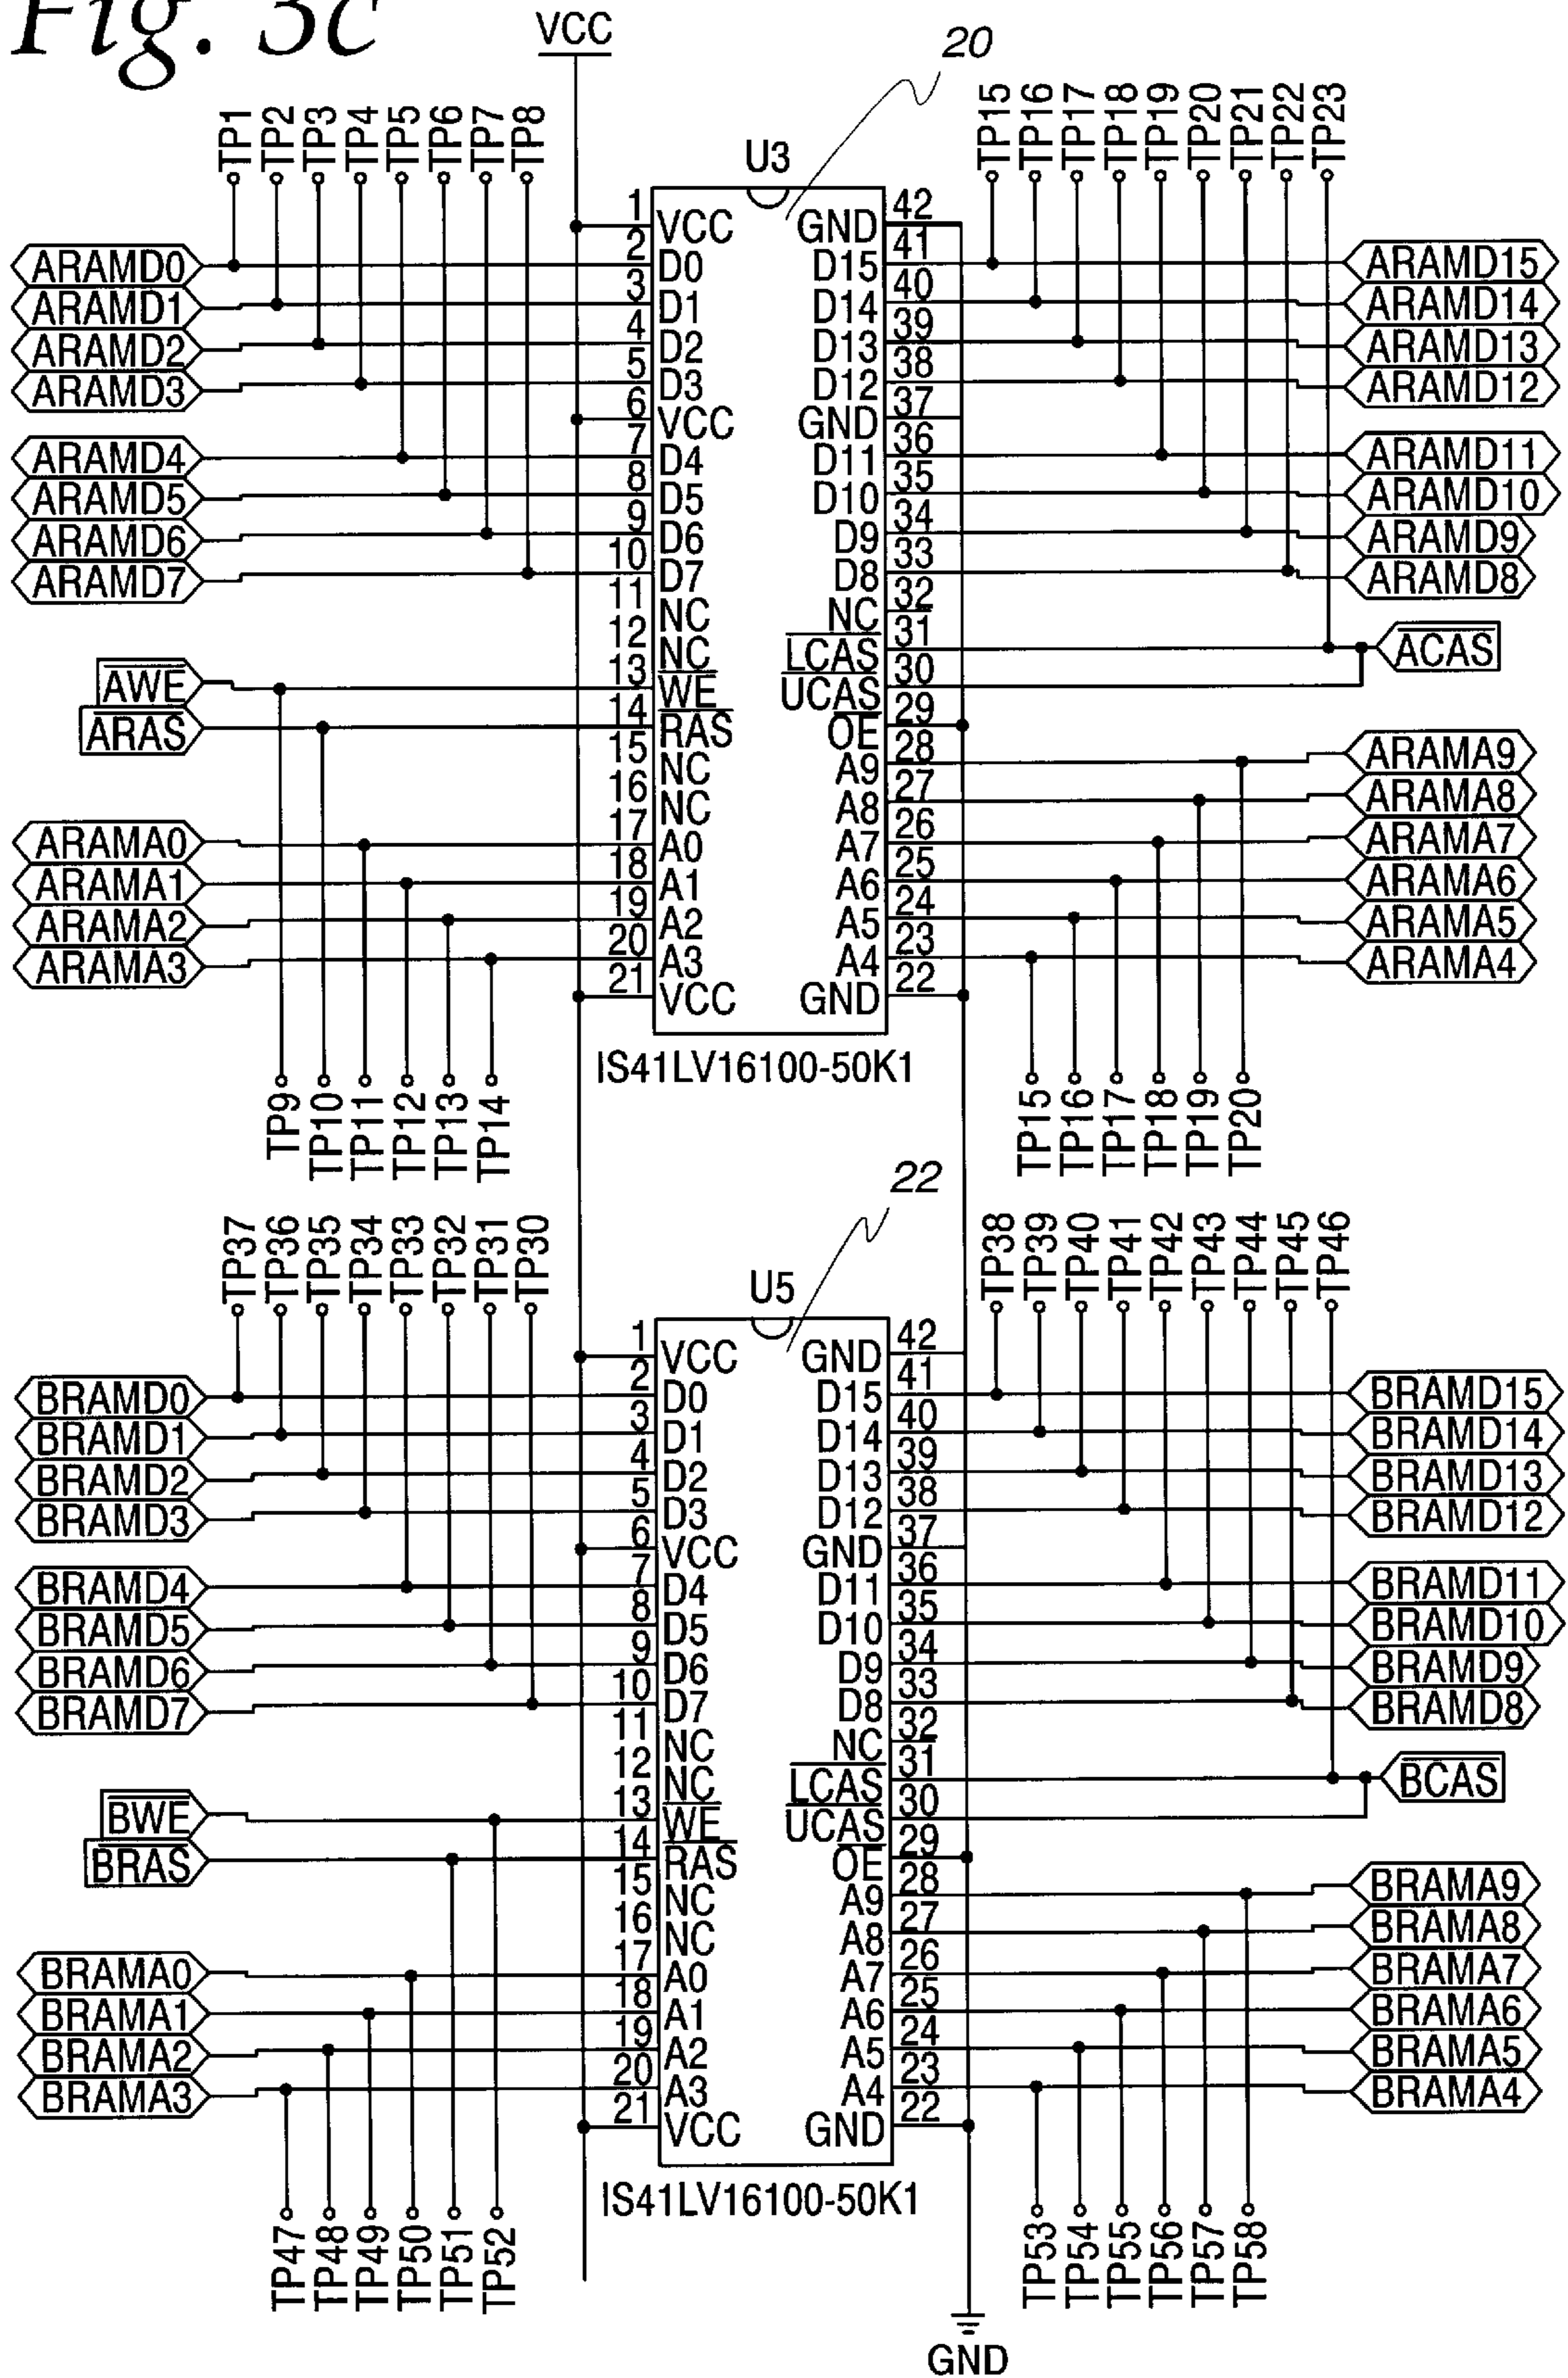 Fig. 3c
VCC
20
TP1 TP2 TP3 TP4 TP5 TP6 TP7 TP8
TP15 TP16 TP17 TP18 TP19 TP20 TP21 TP22 TP23
U3
1 VCC GND 42
ARAMD0 2 D0 D15 41 ARAMD15
ARAMD1 3 D1 D14 40 ARAMD14
ARAMD2 4 D2 D13 39 ARAMD13
ARAMD3 5 D3 D12 38 ARAMD12
6 VCC GND 37
ARAMD4 7 D4 D11 36 ARAMD11
ARAMD5 8 D5 D10 35 ARAMD10
ARAMD6 9 D6 D9 34 ARAMD9
ARAMD7 10 D7 D8 33 ARAMD8
11 NC NC 32
12 NC LCAS 31 ACAS
AWE 13 WE UCAS 30
ARAS 14 RAS OE 29
15 NC A9 28 ARAMA9
16 NC A8 27 ARAMA8
ARAMA0 17 A0 A7 26 ARAMA7
ARAMA1 18 A1 A6 25 ARAMA6
ARAMA2 19 A2 A5 24 ARAMA5
ARAMA3 20 A3 A4 23 ARAMA4
21 VCC GND 22
IS41LV16100-50K1
TP9 TP10 TP11 TP12 TP13 TP14
TP15 TP16 TP17 TP18 TP19 TP20
22
TP37 TP36 TP35 TP34 TP33 TP32 TP31 TP30
TP38 TP39 TP40 TP41 TP42 TP43 TP44 TP45 TP46
U5
1 VCC GND 42
BRAMD0 2 D0 D15 41 BRAMD15
BRAMD1 3 D1 D14 40 BRAMD14
BRAMD2 4 D2 D13 39 BRAMD13
BRAMD3 5 D3 D12 38 BRAMD12
6 VCC GND 37
BRAMD4 7 D4 D11 36 BRAMD11
BRAMD5 8 D5 D10 35 BRAMD10
BRAMD6 9 D6 D9 34 BRAMD9
BRAMD7 10 D7 D8 33 BRAMD8
11 NC NC 32
12 NC LCAS 31 BCAS
BWE 13 WE UCAS 30
BRAS 14 RAS OE 29
15 NC A9 28 BRAMA9
16 NC A8 27 BRAMA8
BRAMA0 17 A0 A7 26 BRAMA7
BRAMA1 18 A1 A6 25 BRAMA6
BRAMA2 19 A2 A5 24 BRAMA5
BRAMA3 20 A3 A4 23 BRAMA4
21 VCC GND 22
IS41LV16100-50K1
TP47 TP48 TP49 TP50 TP51 TP52
TP53 TP54 TP55 TP56 TP57 TP58
GND